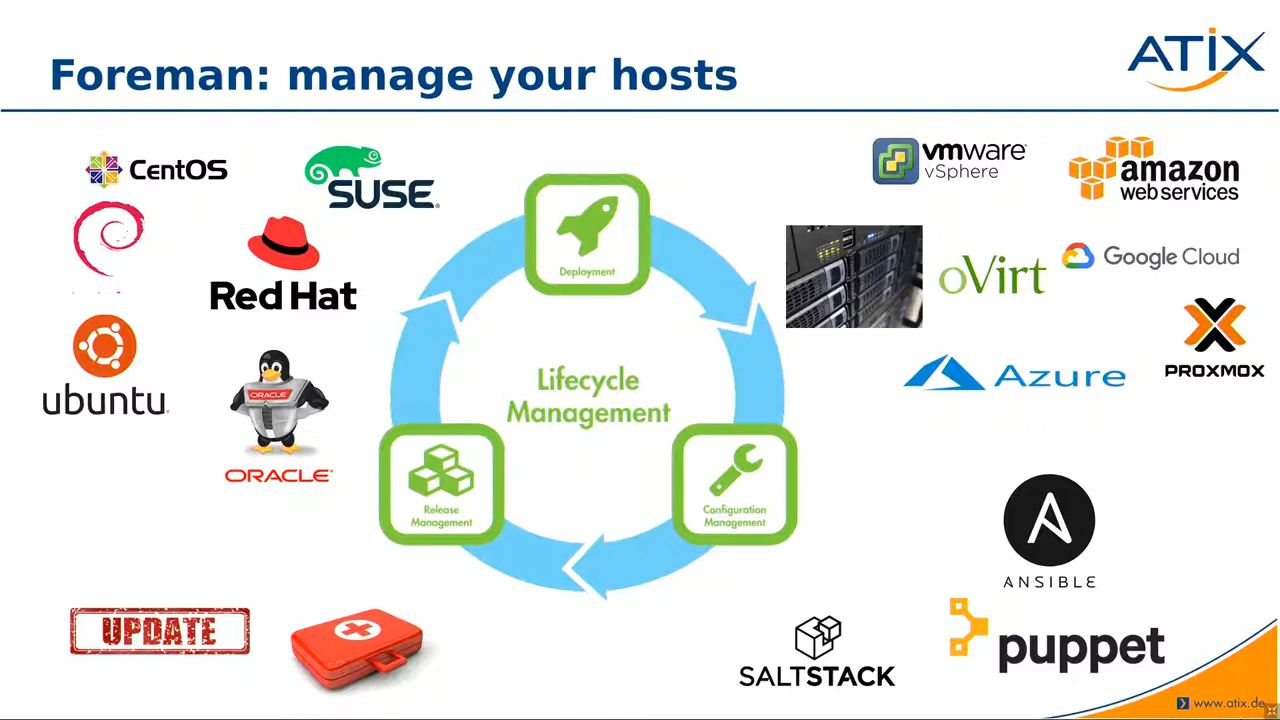 Foreman: manage your hosts
ATIX
CentOS
SUSE
Red Hat
ubuntu
ORACLE
ORACLE
Deployment
Lifecycle
Management
Release
Management
Configuration
Management
vmware
vSphere
amazon
web services
oVirt
Google Cloud
Azure
PROXMOX
ANSIBLE
puppet
SALTSTACK
UPDATE
www.atix.de